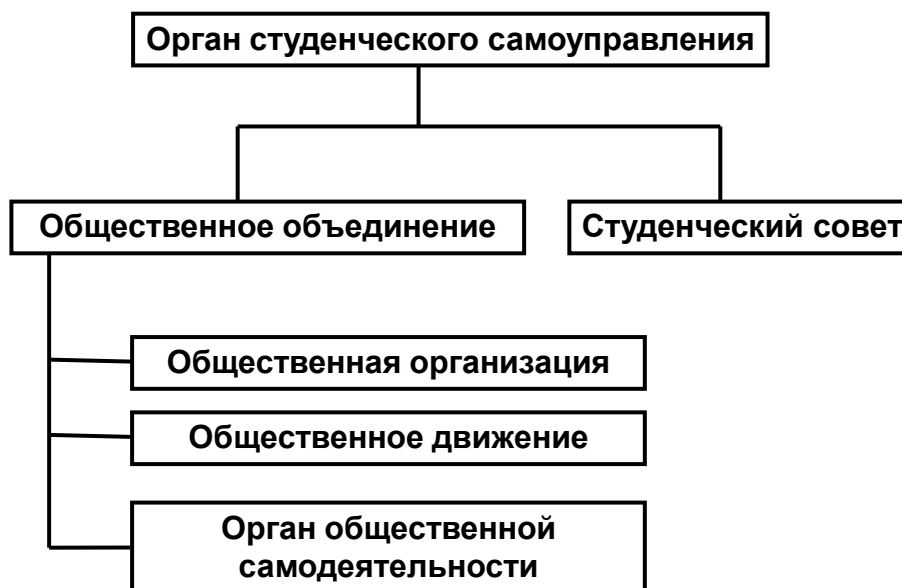 Орган студенческого самоуправления
Общественное объединение
Студенческий совет
Общественная организация
Общественное движение
Орган общественной
самодеятельности